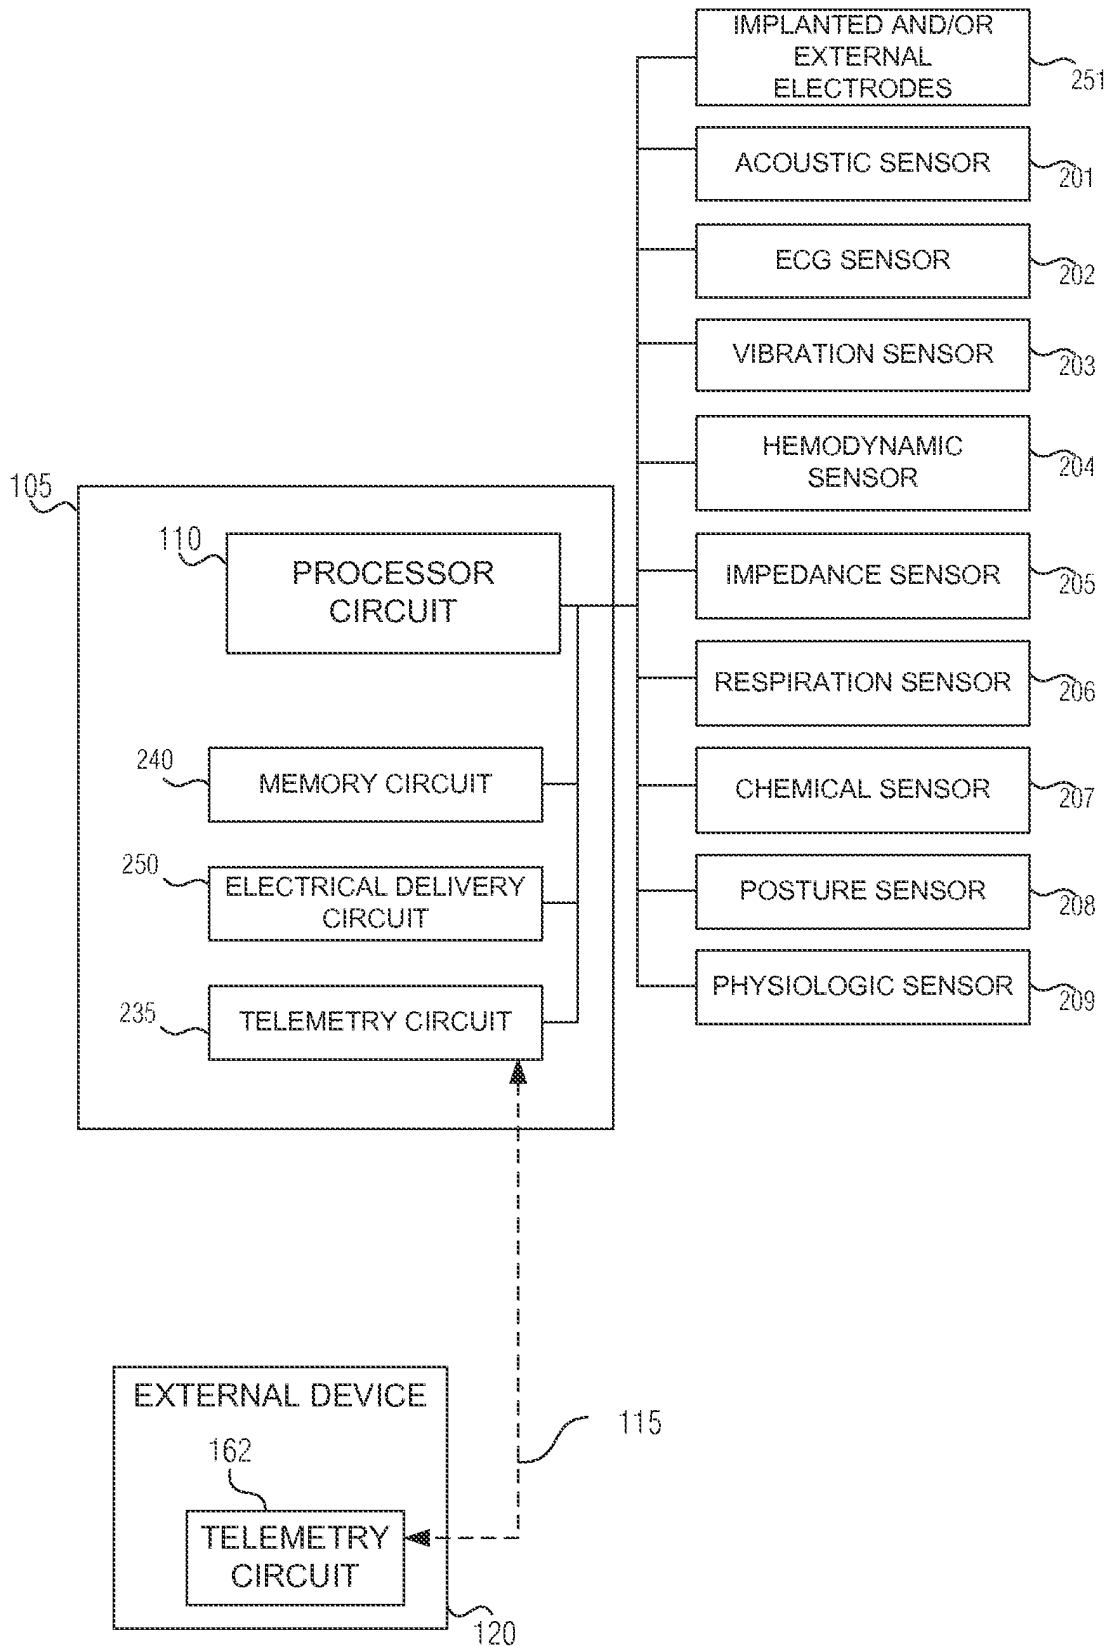 IMPLANTED AND/OR
EXTERNAL
ELECTRODES
251
ACOUSTIC SENSOR
201
ECG SENSOR
202
VIBRATION SENSOR
203
HEMODYNAMIC
SENSOR
204
105
110
PROCESSOR
CIRCUIT
IMPEDANCE SENSOR
205
RESPIRATION SENSOR
206
240
MEMORY CIRCUIT
CHEMICAL SENSOR
207
250
ELECTRICAL DELIVERY
CIRCUIT
POSTURE SENSOR
208
235
TELEMETRY CIRCUIT
PHYSIOLOGIC SENSOR
209
EXTERNAL DEVICE
115
162
TELEMETRY
CIRCUIT
120